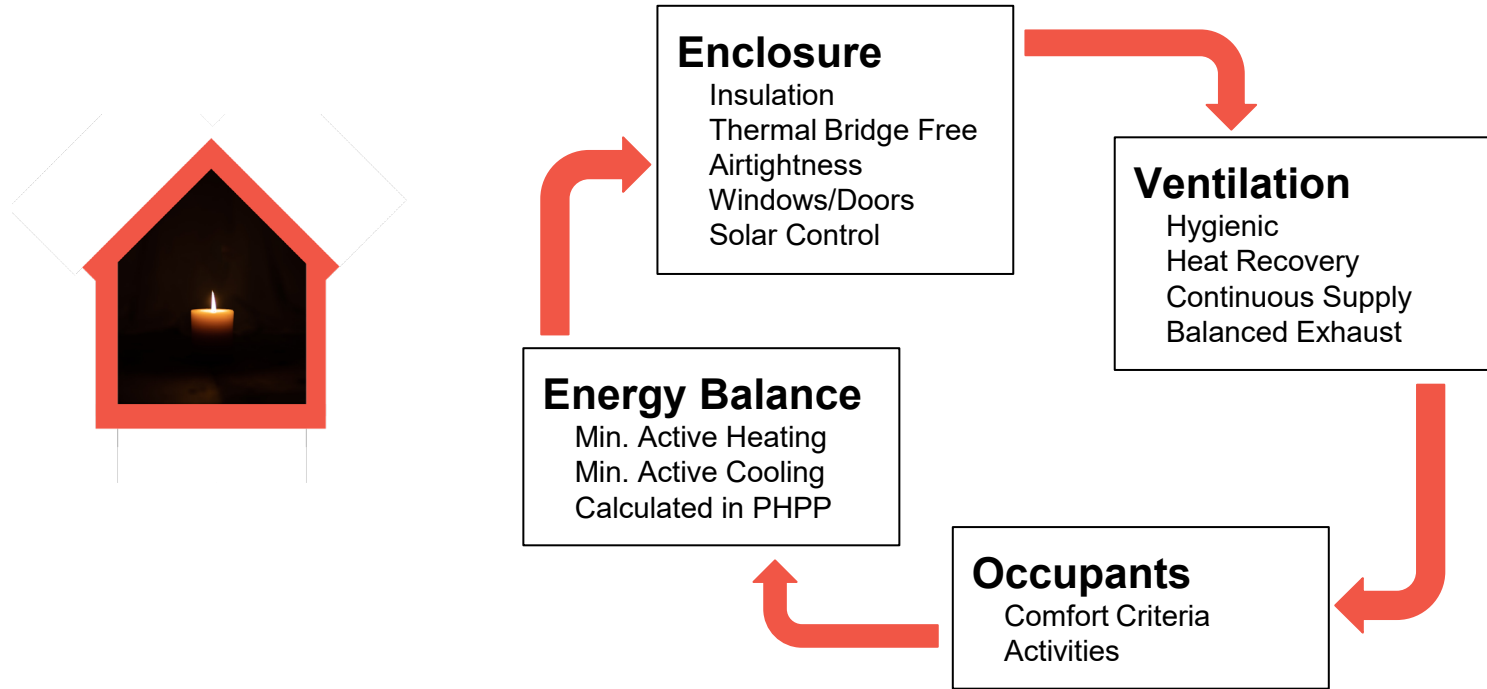 Enclosure
Insulation
Thermal Bridge Free
Airtightness
Windows/Doors
Solar Control
Ventilation
Hygienic
Heat Recovery
Continuous Supply
Balanced Exhaust
Occupants
Comfort Criteria
Activities
Energy Balance
Min. Active Heating
Min. Active Cooling
Calculated in PHPP